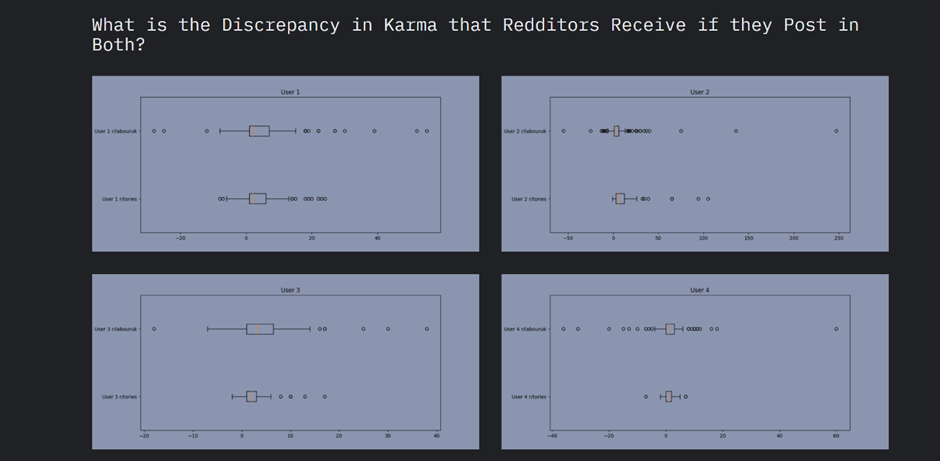 What is the Discrepancy in Karma that Redditors Receive if they Post in
Both?
User 1
User 1 r/labouruk
User 1 r/tories
−20 0 20 40
User 2
User 2 r/labouruk
User 2 r/tories
−50 0 50 100 150 200 250
User 3
User 3 r/labouruk
User 3 r/tories
−20 −10 0 10 20 30 40
User 4
User 4 r/labouruk
User 4 r/tories
−40 −20 0 20 40 60